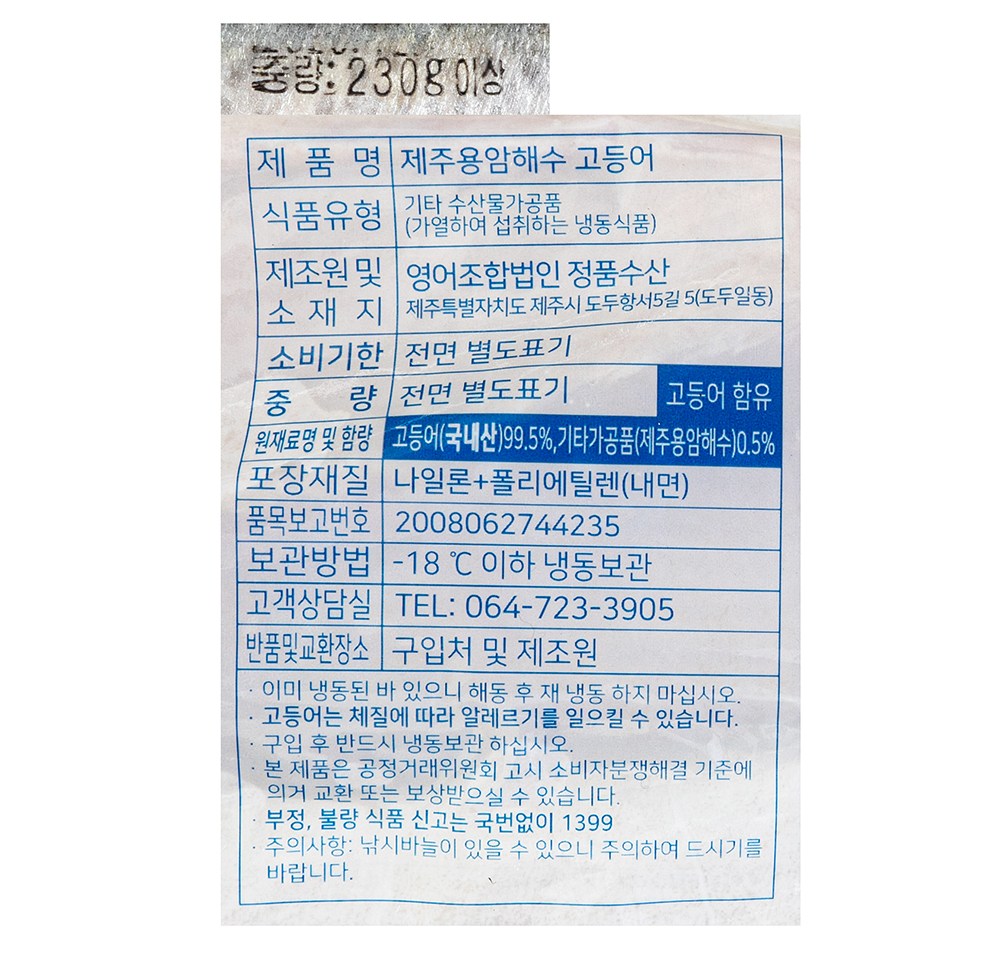 중량: 230g 이상
제 품 명 제주용암해수 고등어
식품유형 기타 수산물가공품
(가열하여 섭취하는 냉동식품)
제조원 및 소 재 지 영어조합법인 정품수산
제주특별자치도 제주시 도두항서5길 5(도두일동)
소비기한 전면 별도표기
중 량 전면 별도표기 고등어 함유
원재료명 및 함량 고등어(국내산)99.5%,기타가공품(제주용암해수)0.5%
포장재질 나일론+폴리에틸렌(내면)
품목보고번호 2008062744235
보관방법 -18 ℃ 이하 냉동보관
고객상담실 TEL: 064-723-3905
반품및교환장소 구입처 및 제조원
· 이미 냉동된 바 있으니 해동 후 재 냉동 하지 마십시오.
· 고등어는 체질에 따라 알레르기를 일으킬 수 있습니다.
· 구입 후 반드시 냉동보관 하십시오.
· 본 제품은 공정거래위원회 고시 소비자분쟁해결 기준에
의거 교환 또는 보상받으실 수 있습니다.
· 부정, 불량 식품 신고는 국번없이 1399
· 주의사항: 낚시바늘이 있을 수 있으니 주의하여 드시기를
바랍니다.